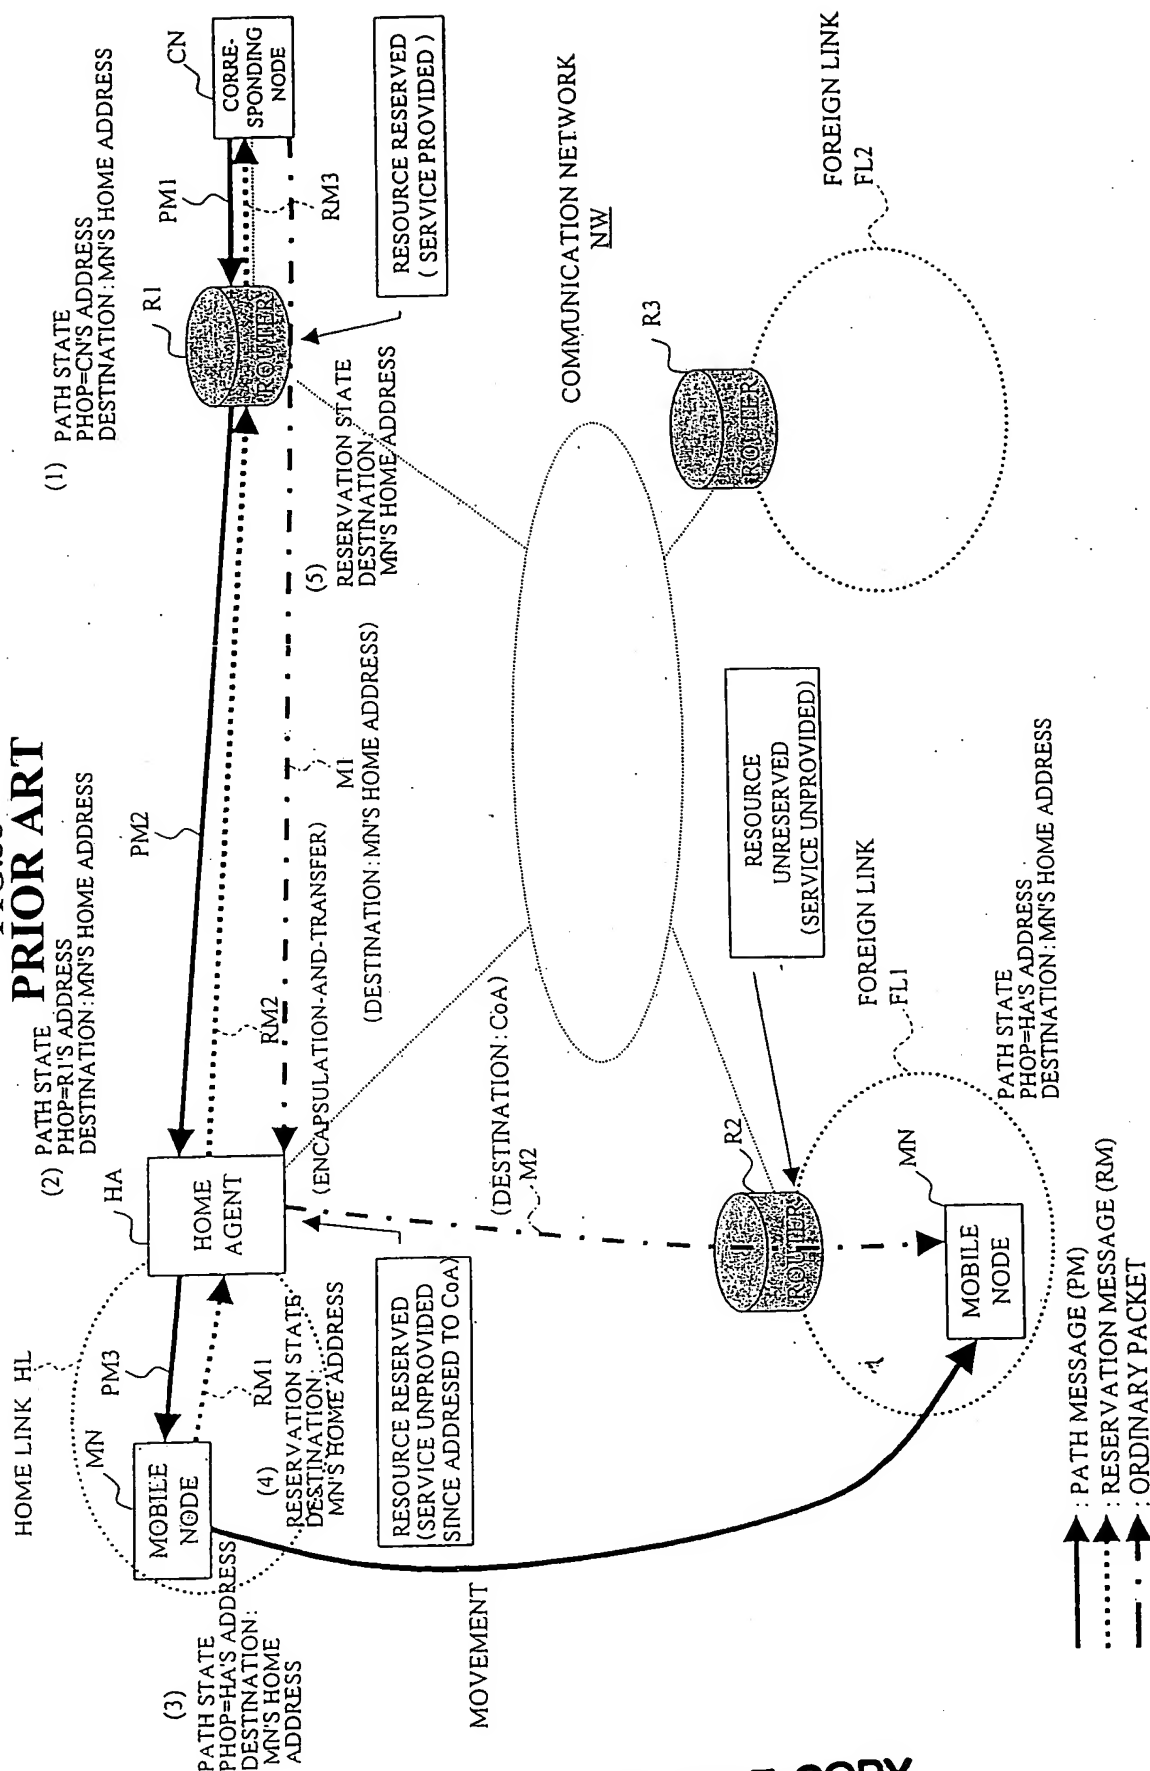 PRIOR ART
(1)
PATH STATE
PHOP=CN'S ADDRESS
DESTINATION:MN'S HOME ADDRESS
R1
PM1
CN
CORRE-
SPONDING
NODE
ROUTER
RM3
RESOURCE RESERVED
( SERVICE PROVIDED )
(2)
PATH STATE
PHOP=R1'S ADDRESS
DESTINATION:MN'S HOME ADDRESS
PM2
RM2
HA
HOME
AGENT
(5)
RESERVATION STATE
DESTINATION:
MN'S HOME ADDRESS
(ENCAPSULATION-AND-TRANSFER)
M1
(DESTINATION:MN'S HOME ADDRESS)
HOME LINK HL
MN
PM3
MOBILE
NODE
RM1
(4)
RESERVATION STATE
DESTINATION:
MN'S HOME ADDRESS
(3)
PATH STATE
PHOP=HA'S ADDRESS
DESTINATION:
MN'S HOME
ADDRESS
RESOURCE RESERVED
(SERVICE UNPROVIDED
SINCE ADDRESED TO CoA)
MOVEMENT
(DESTINATION:CoA)
M2
COMMUNICATION NETWORK
NW
R3
ROUTER
FOREIGN LINK
FL2
RESOURCE
UNRESERVED
(SERVICE UNPROVIDED)
R2
ROUTER
FOREIGN LINK
FL1
MN
MOBILE
NODE
PATH STATE
PHOP=HA'S ADDRESS
DESTINATION:MN'S HOME ADDRESS
: PATH MESSAGE (PM)
: RESERVATION MESSAGE (RM)
: ORDINARY PACKET
COPY